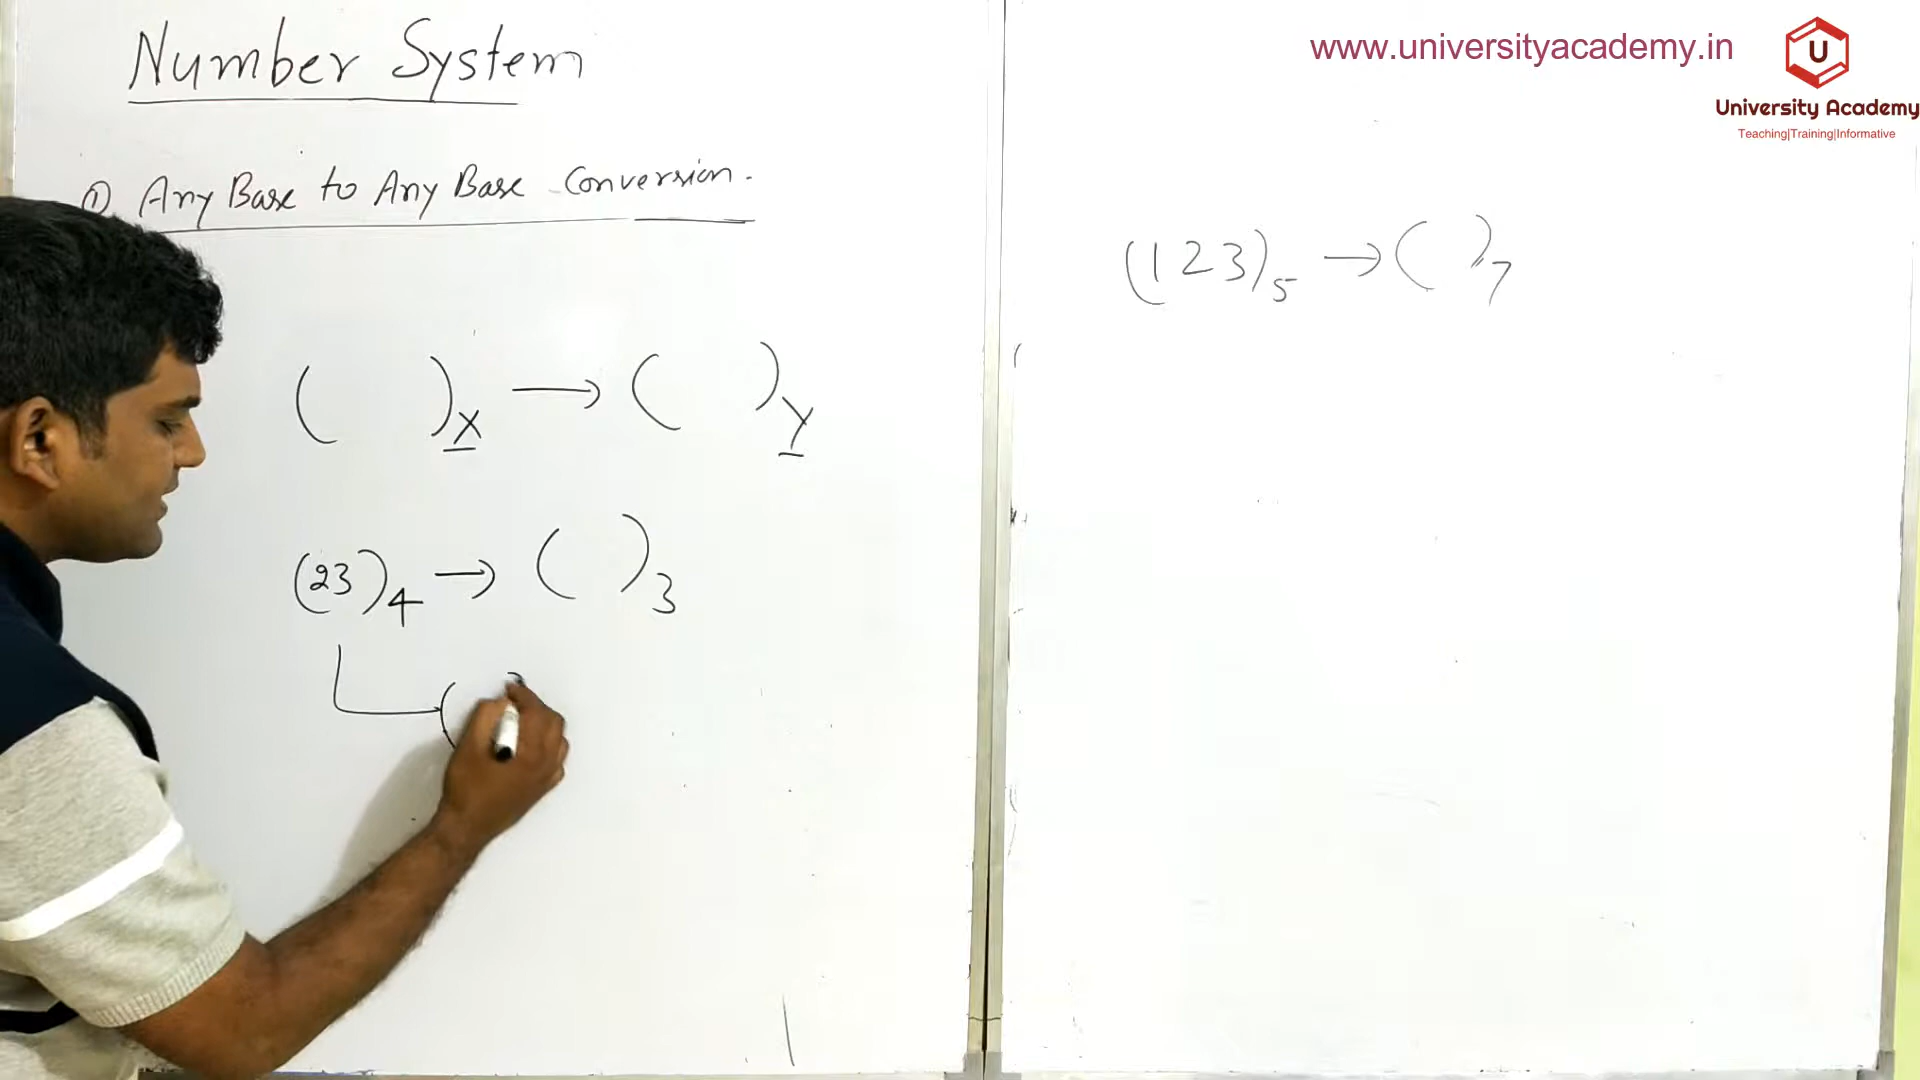 Number System
① Any Base to Any Base Conversion.
( )X → ( )Y
(23)4 → ( )3
(
www.universityacademy.in
U
University Academy
Teaching|Training|Informative
(123)5 → ( )7